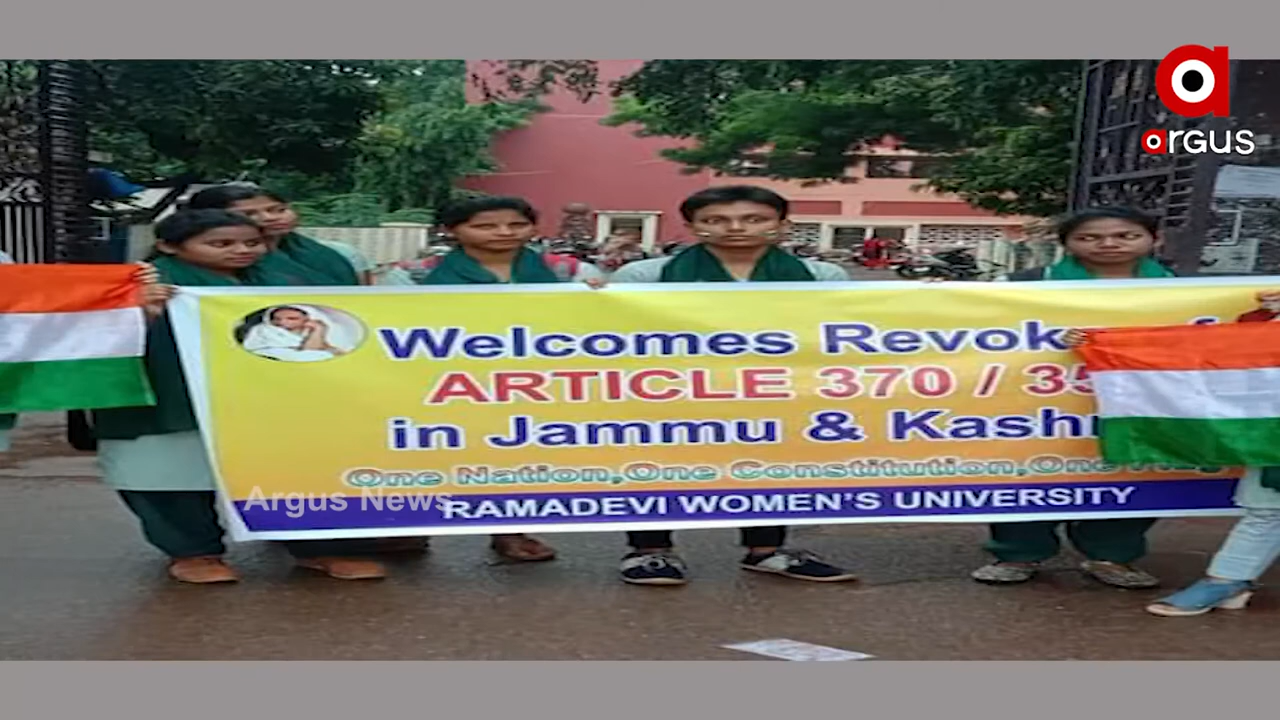 arGUS
Welcomes Revok
ARTICLE 370 / 35
in Jammu & Kash
One Nation,One Constitution,One
Argus News
RAMADEVI WOMEN'S UNIVERSITY